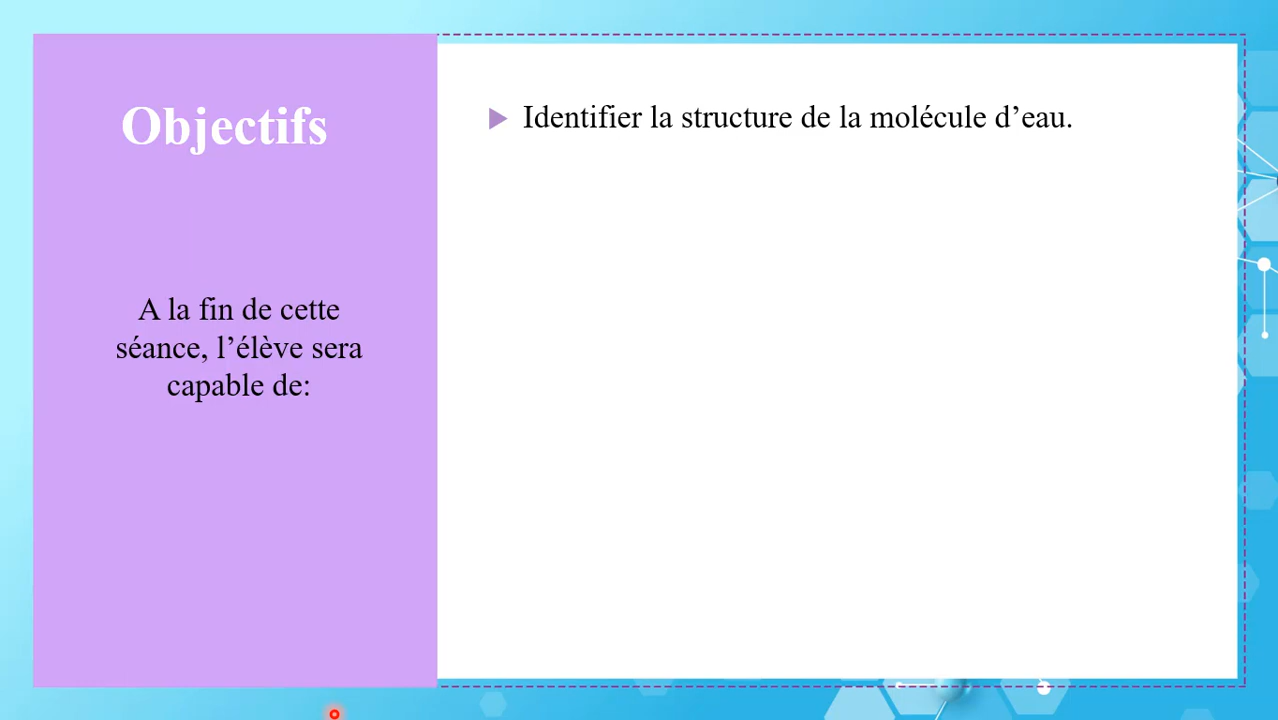 Objectifs
A la fin de cette
séance, l’élève sera
capable de:
Identifier la structure de la molécule d’eau.